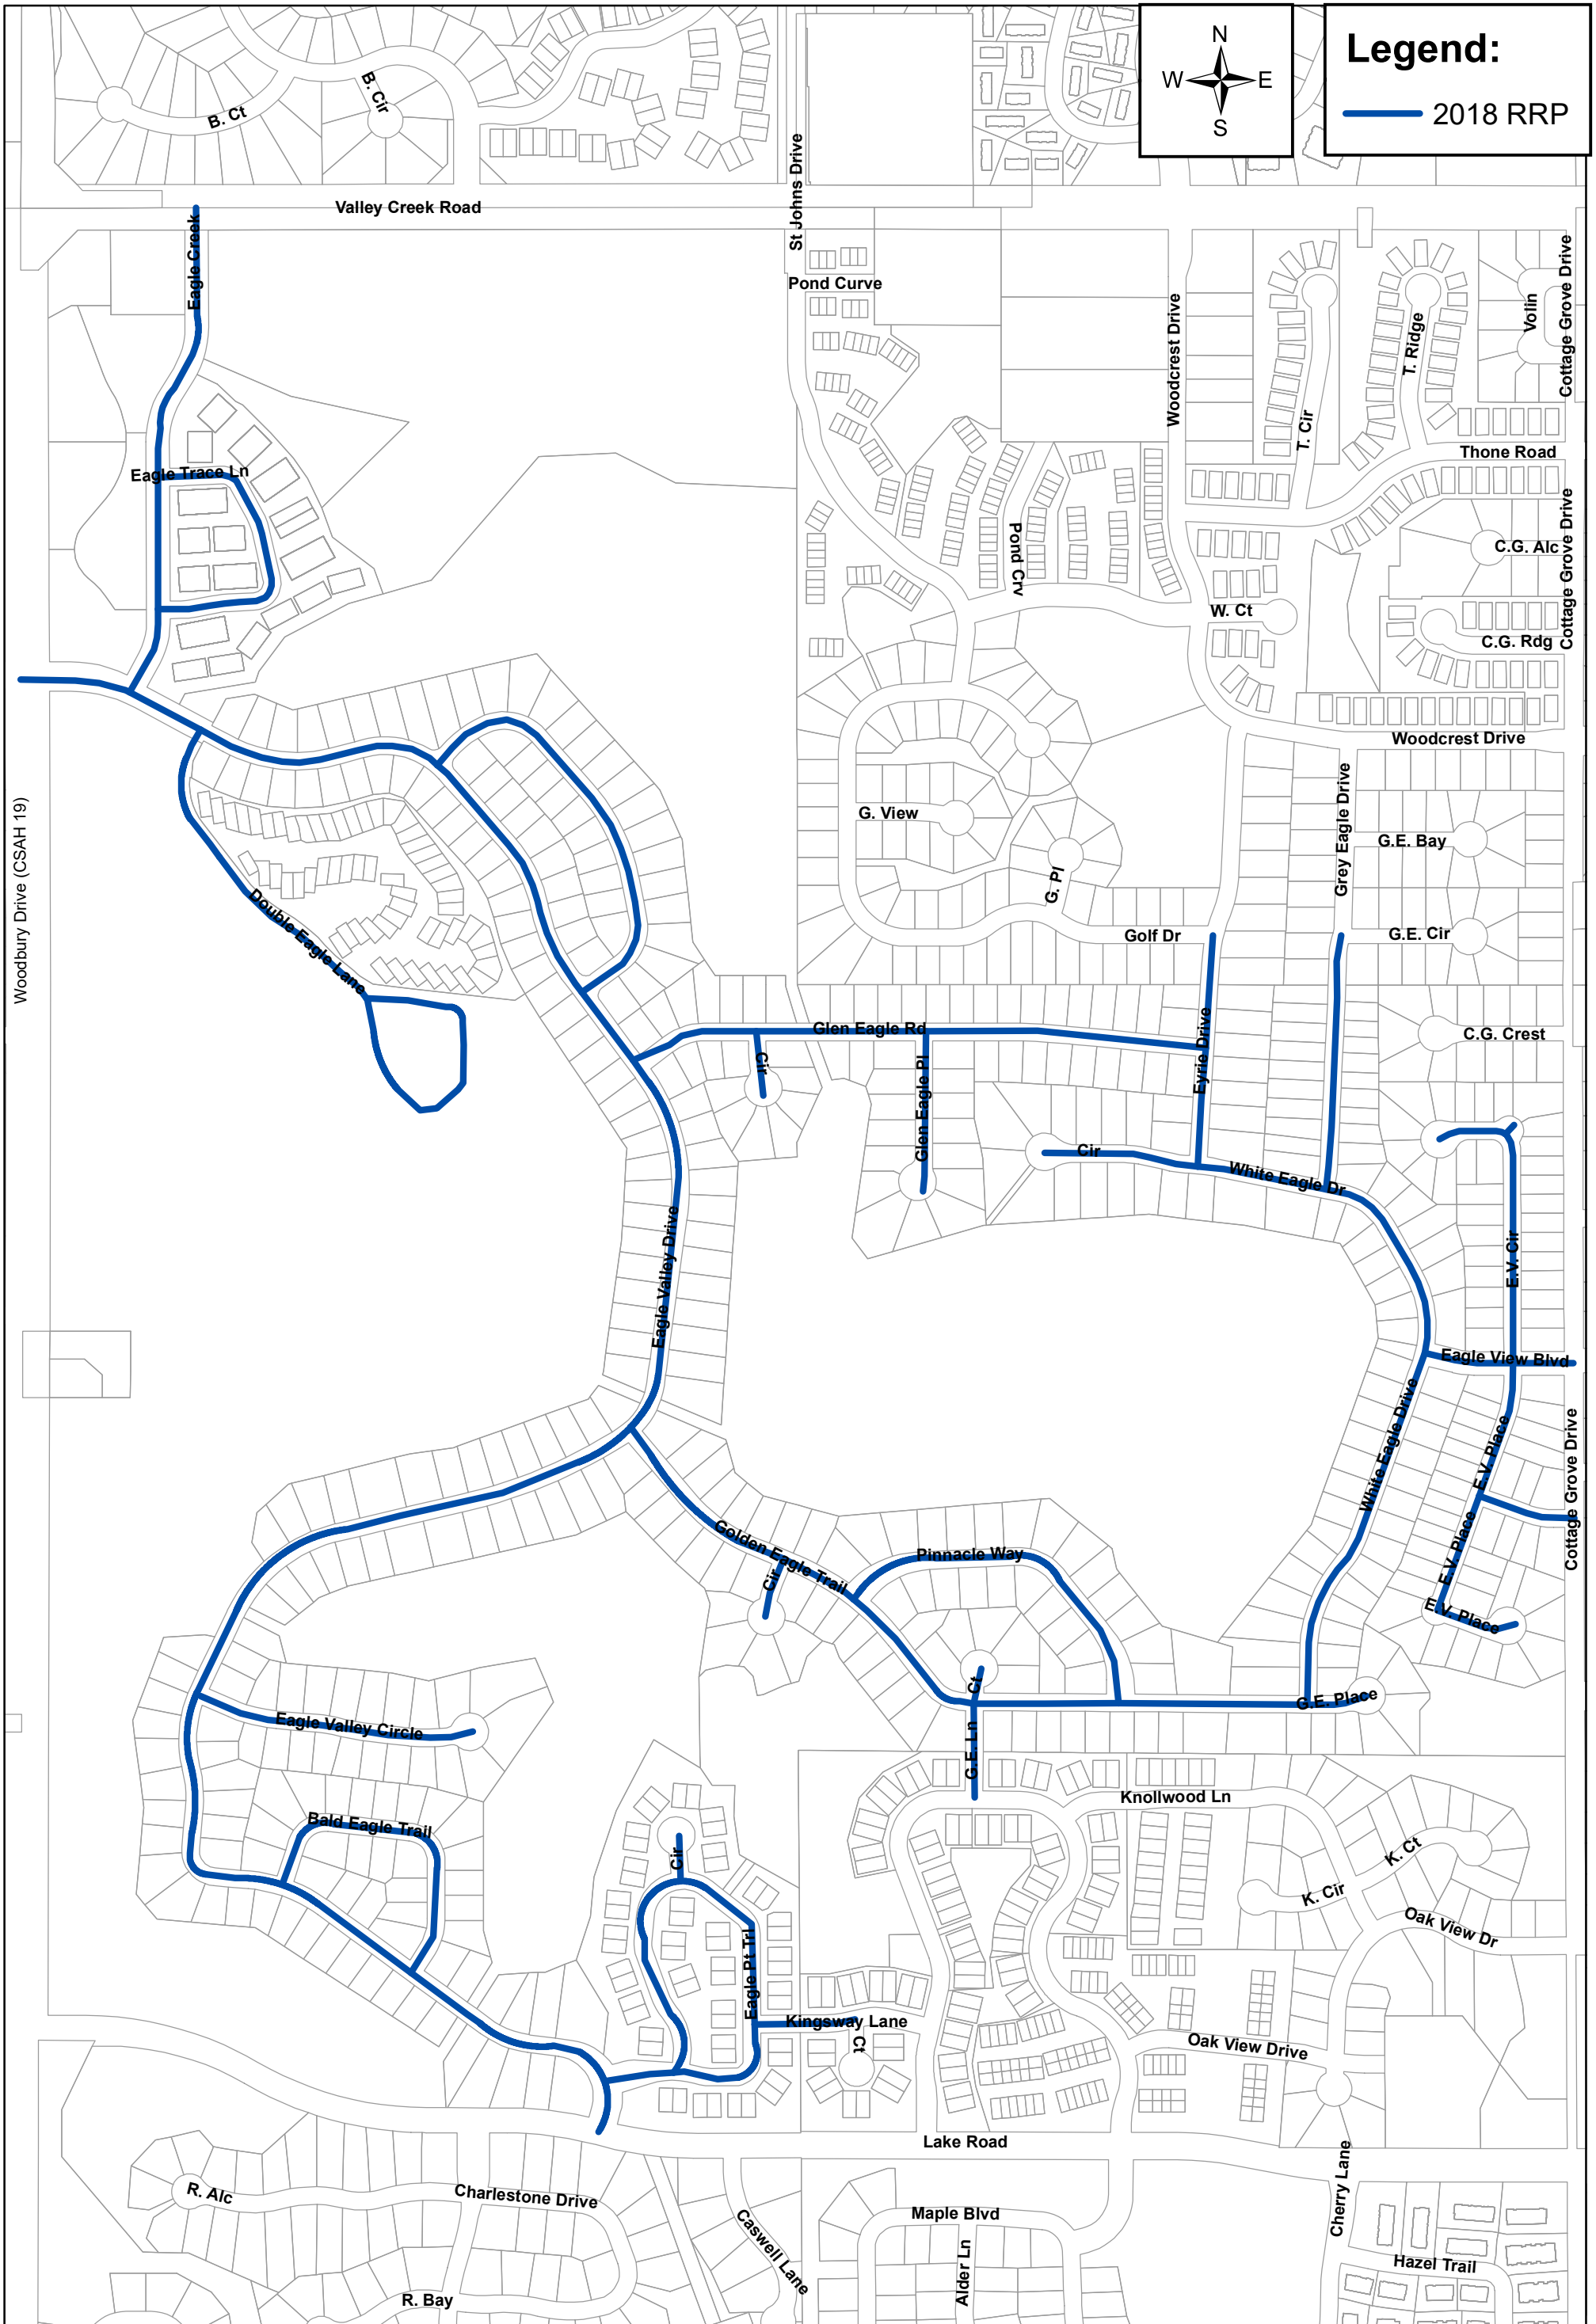 N
W E
S
Legend:
2018 RRP
B. Ct
B. Cir
St Johns Drive
Valley Creek Road
Eagle Creek
Pond Curve
Woodcrest Drive
T. Cir
T. Ridge
Volin
Cottage Grove Drive
Thone Road
Eagle Trace Ln
Pond Crv
C.G. Alc
Cottage Grove Drive
W. Ct
C.G. Rdg
Woodcrest Drive
Woodbury Drive (CSAH 19)
G. View
Grey Eagle Drive
G.E. Bay
G. Pl
Double Eagle Lane
Golf Dr
G.E. Cir
Glen Eagle Rd
Cir
Glen Eagle Pl
Eyrie Drive
C.G. Crest
Cir
White Eagle Dr
Eagle Valley Drive
E.V. Cir
Eagle View Blvd
White Eagle Drive
E.V. Place
Cottage Grove Drive
Golden Eagle Trail
Cir
Pinnacle Way
E.V. Place
E.V. Place
Ct
G.E. Place
Eagle Valley Circle
G.E. Ln
Knollwood Ln
Bald Eagle Trail
Cir
K. Ct
K. Cir
Oak View Dr
Eagle Pt Trl
Kingsway Lane
Ct
Oak View Drive
Lake Road
Cherry Lane
R. Alc
Charlestone Drive
Caswell Lane
Maple Blvd
Alder Ln
Hazel Trail
R. Bay